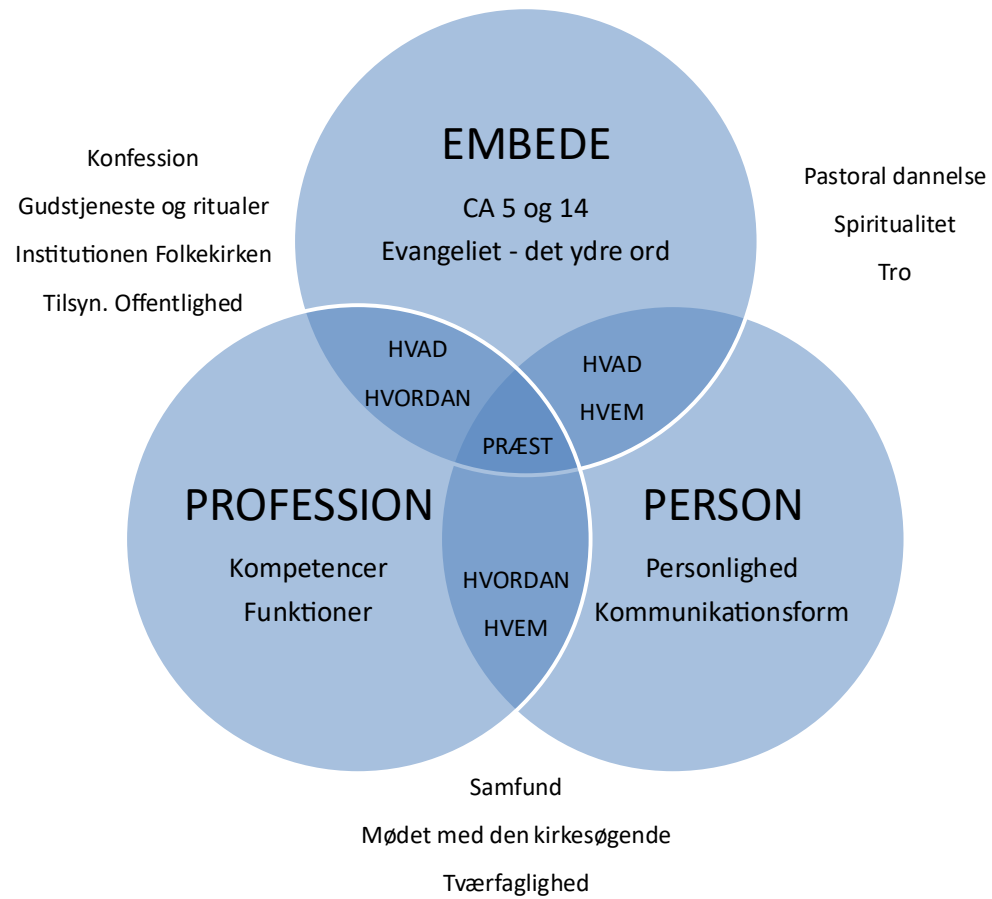 EMBEDE
CA 5 og 14
Evangeliet - det ydre ord
Konfession
Gudstjeneste og ritualer
Institutionen Folkekirken
Tilsyn. Offentlighed
Pastoral dannelse
Spiritualitet
Tro
HVAD
HVORDAN
HVAD
HVEM
PRÆST
PROFESSION
Kompetencer
Funktioner
PERSON
Personlighed
Kommunikationsform
HVORDAN
HVEM
Samfund
Mødet med den kirkesøgende
Tværfaglighed